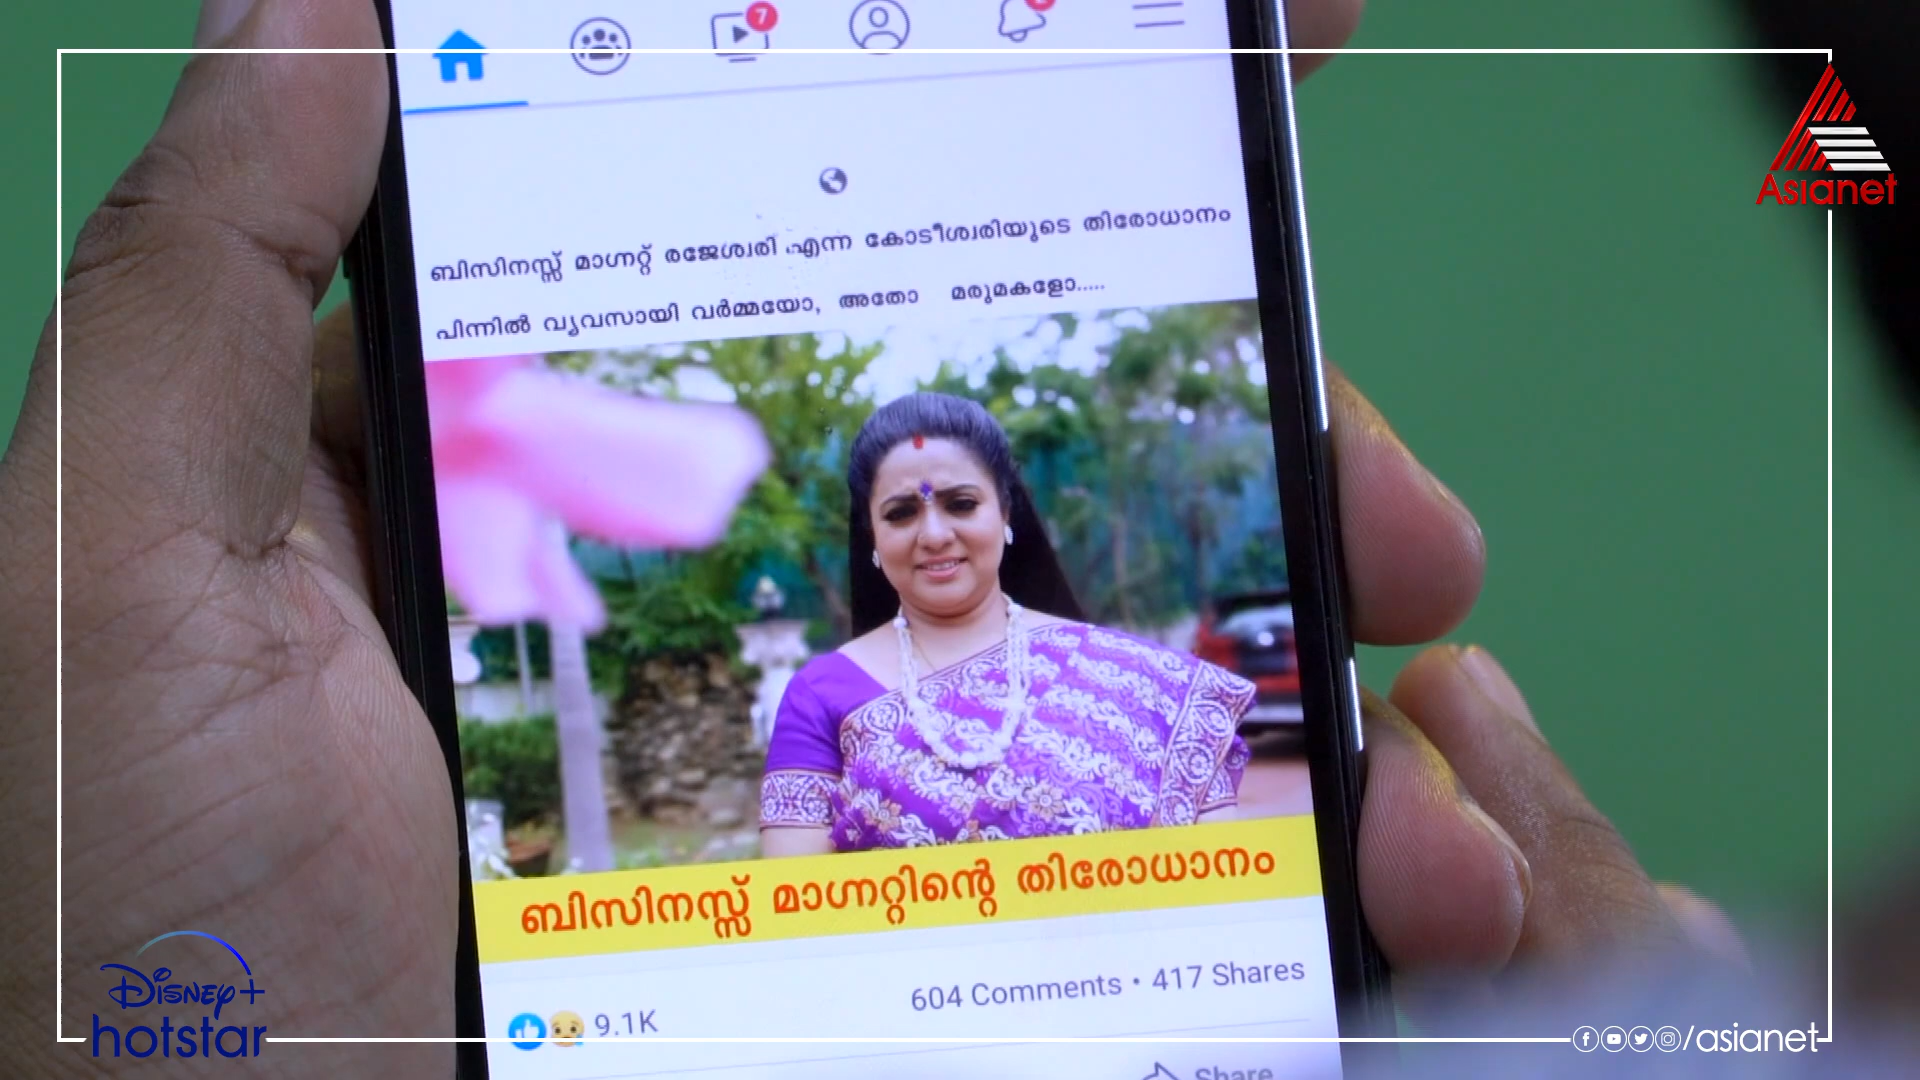 7
Asianet
ബിസിനസ്സ് മാഗ്നറ്റ് രജേശ്വരി എന്ന കോടീശ്വരിയുടെ തിരോധാനം
പിന്നിൽ വ്യവസായി വർമ്മയോ, അതോ മരുമകളോ.....
ബിസിനസ്സ് മാഗ്നറ്റിന്റെ തിരോധാനം
9.1K
604 Comments • 417 Shares
Share
Disney+
hotstar
/asianet